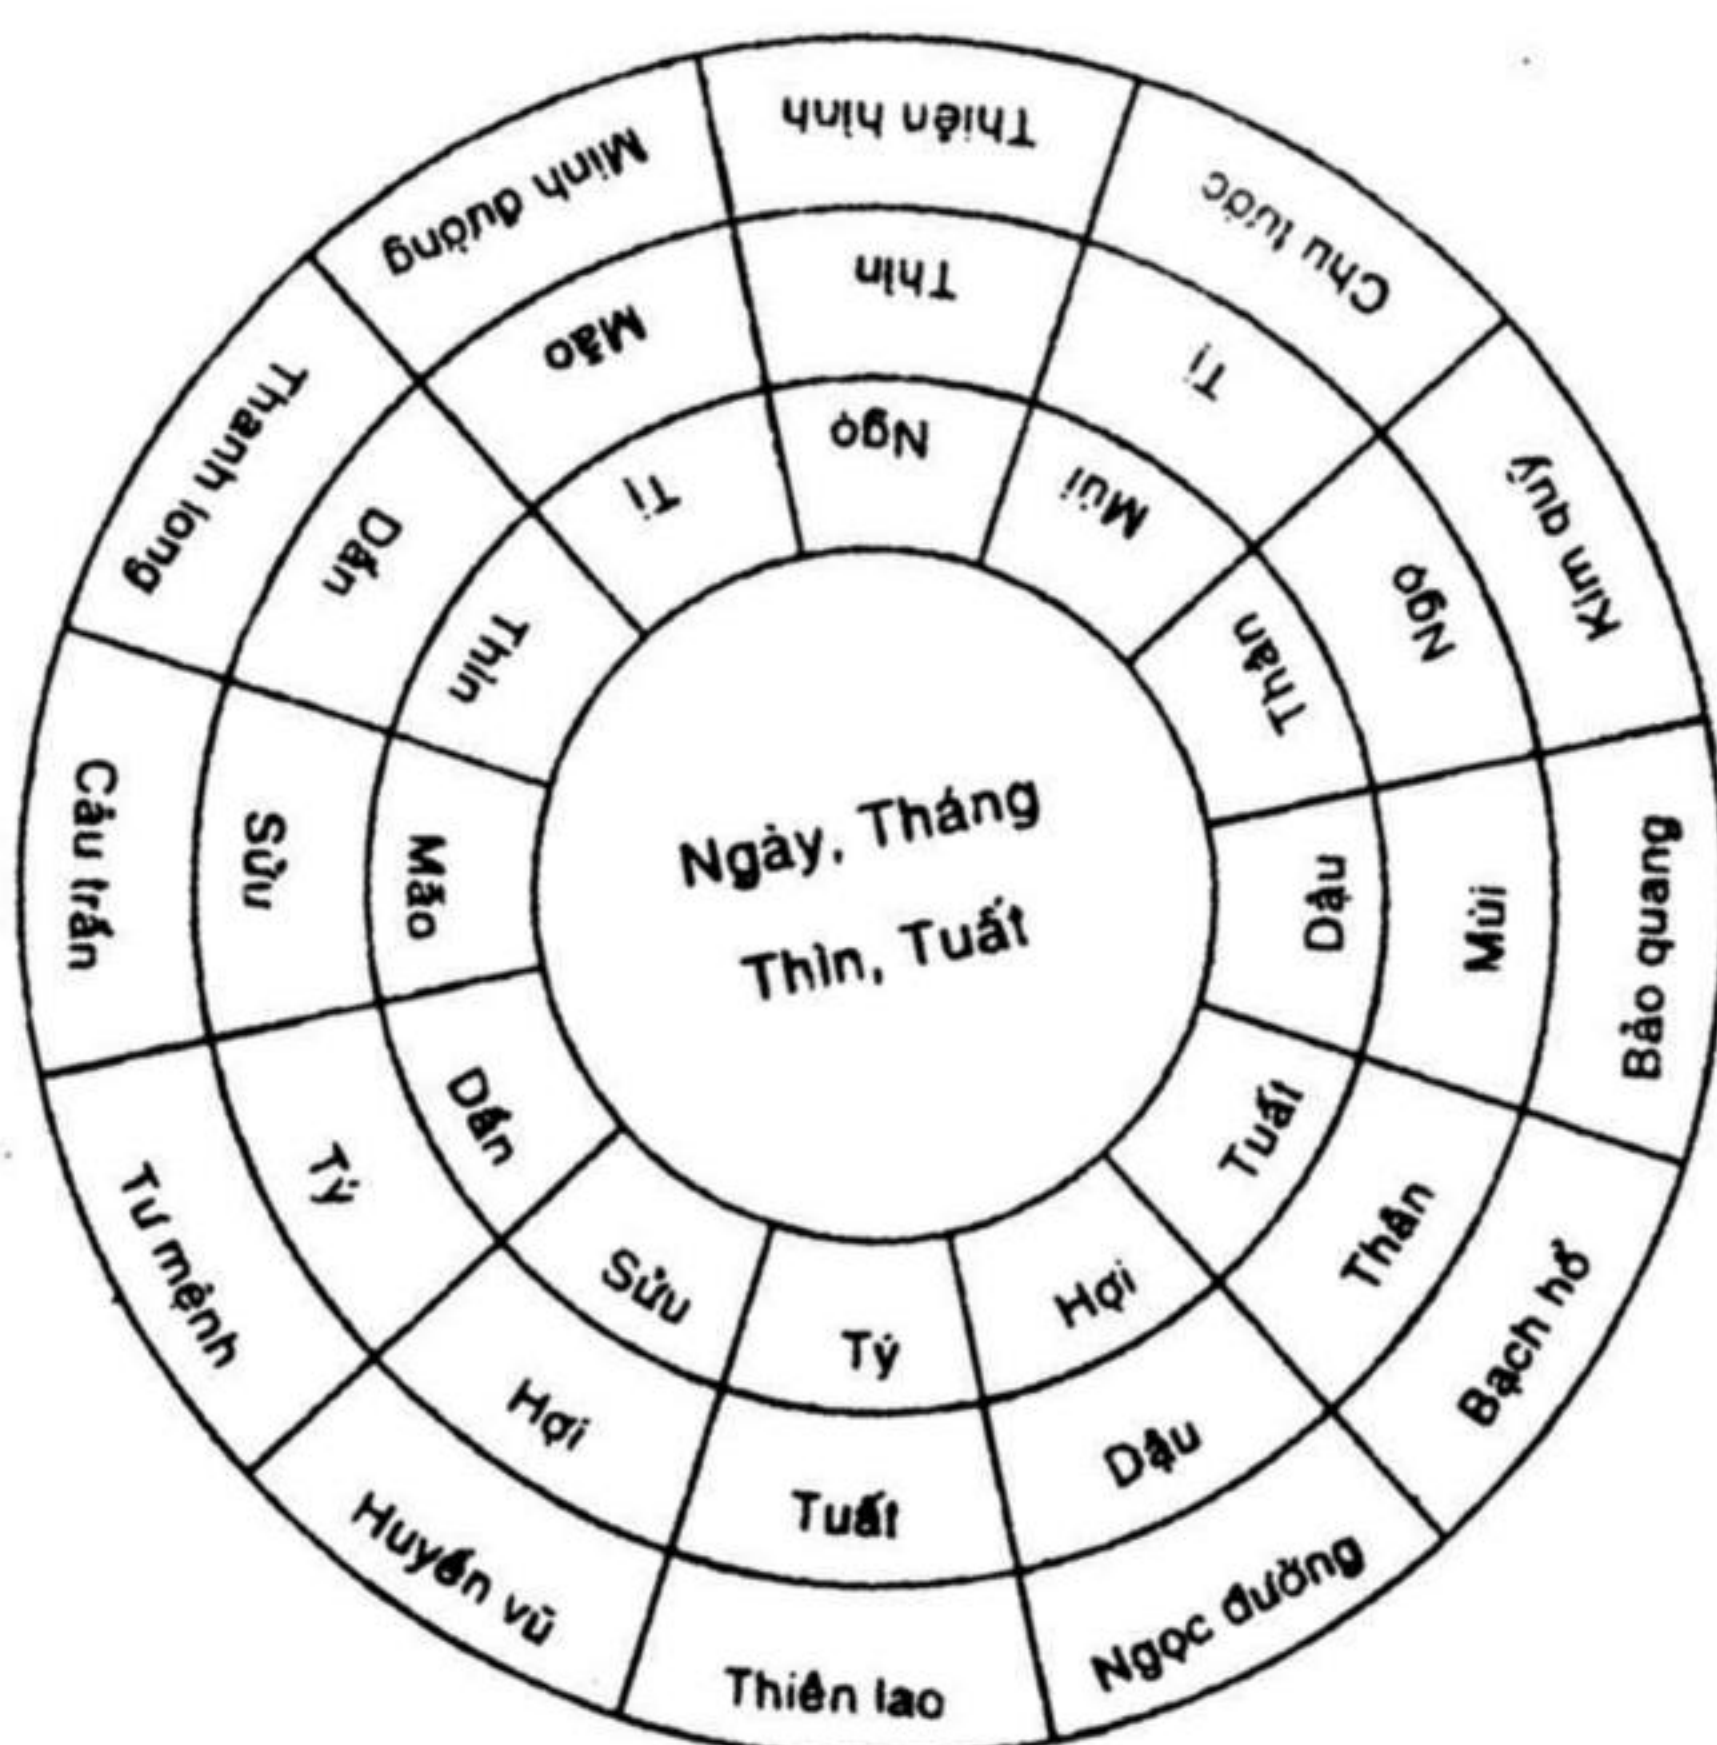 Ngày, Tháng
Thìn, Tuất
Thiên hình
Thìn
Ngọ
Chu tước
Tị
Mùi
Kim quỹ
Ngọ
Thân
Bảo quang
Mùi
Dậu
Bạch hổ
Thân
Tuất
Ngọc đường
Dậu
Hợi
Thiên lao
Tuất
Tý
Huyền vũ
Hợi
Sửu
Tư mệnh
Tý
Dần
Cầu trần
Sửu
Mão
Thanh long
Dần
Thìn
Minh đường
Mão
Tị